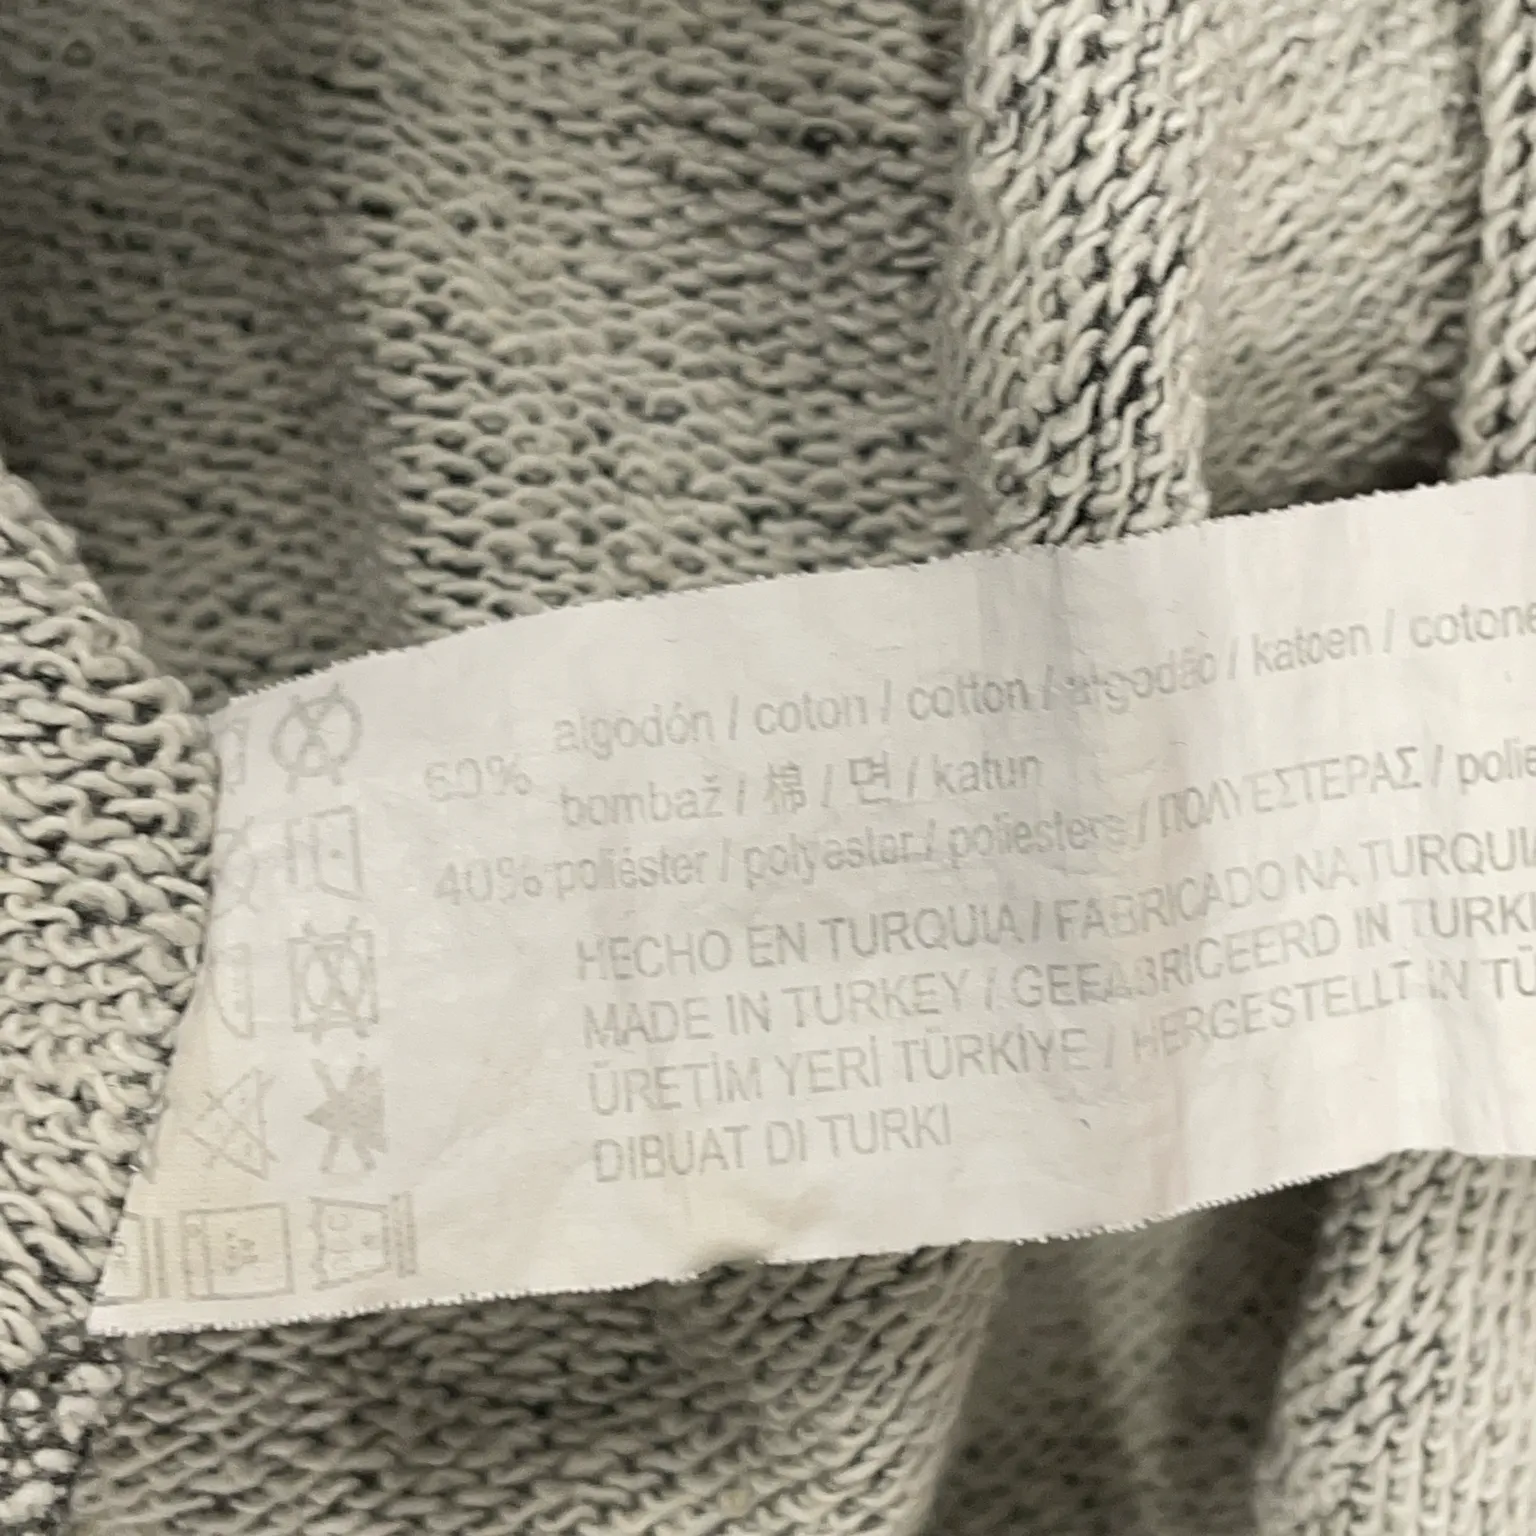 60% algodón / coton / cotton / algodão / katoen / cotone
bombaž / 棉 / 면 / katun
40% poliéster / polyester / poliestere / ΠΟΛΥΕΣΤΕΡΑΣ / polie
HECHO EN TURQUIA / FABRICADO NA TURQUIA
MADE IN TURKEY / GEFABRICEERD IN TURKI
ÜRETİM YERİ TÜRKİYE / HERGESTELLT IN TÜ
DIBUAT DI TURKI